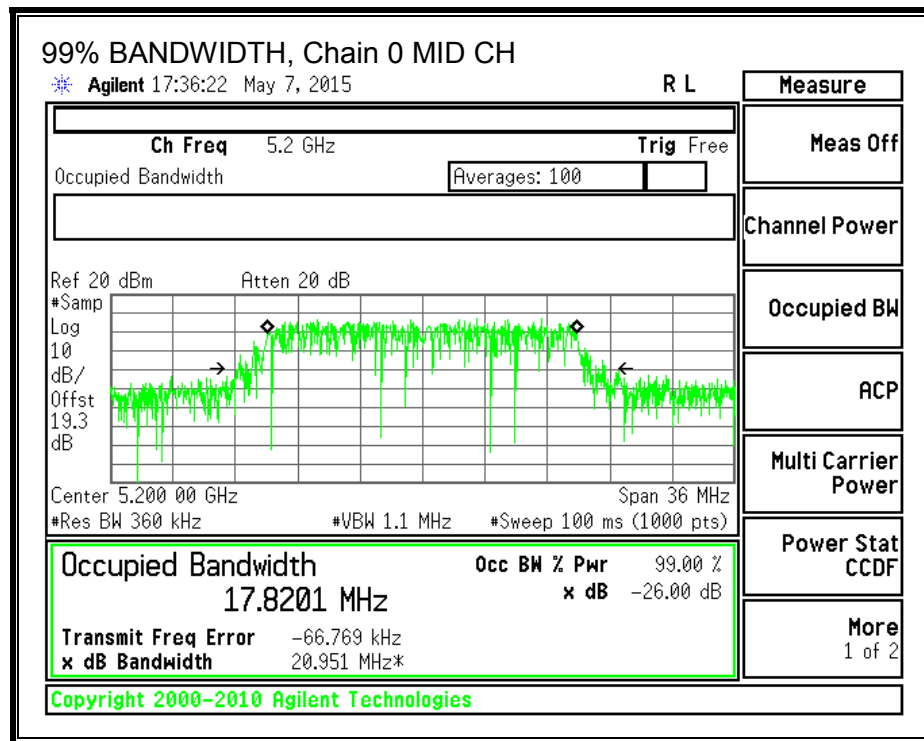 99% BANDWIDTH, Chain 0 MID CH
Agilent 17:36:22 May 7, 2015 R L
Measure
Ch Freq 5.2 GHz Trig Free
Meas Off
Occupied Bandwidth Averages: 100
Channel Power
Ref 20 dBm Atten 20 dB
#Samp
Log
10
dB/
Offst
19.3
dB
Occupied BW
ACP
Center 5.200 00 GHz Span 36 MHz
#Res BW 360 kHz #VBW 1.1 MHz #Sweep 100 ms (1000 pts)
Multi Carrier
Power
Occupied Bandwidth Occ BW % Pwr 99.00 %
17.8201 MHz x dB -26.00 dB
Transmit Freq Error -66.769 kHz
x dB Bandwidth 20.951 MHz*
Power Stat
CCDF
More
1 of 2
Copyright 2000-2010 Agilent Technologies